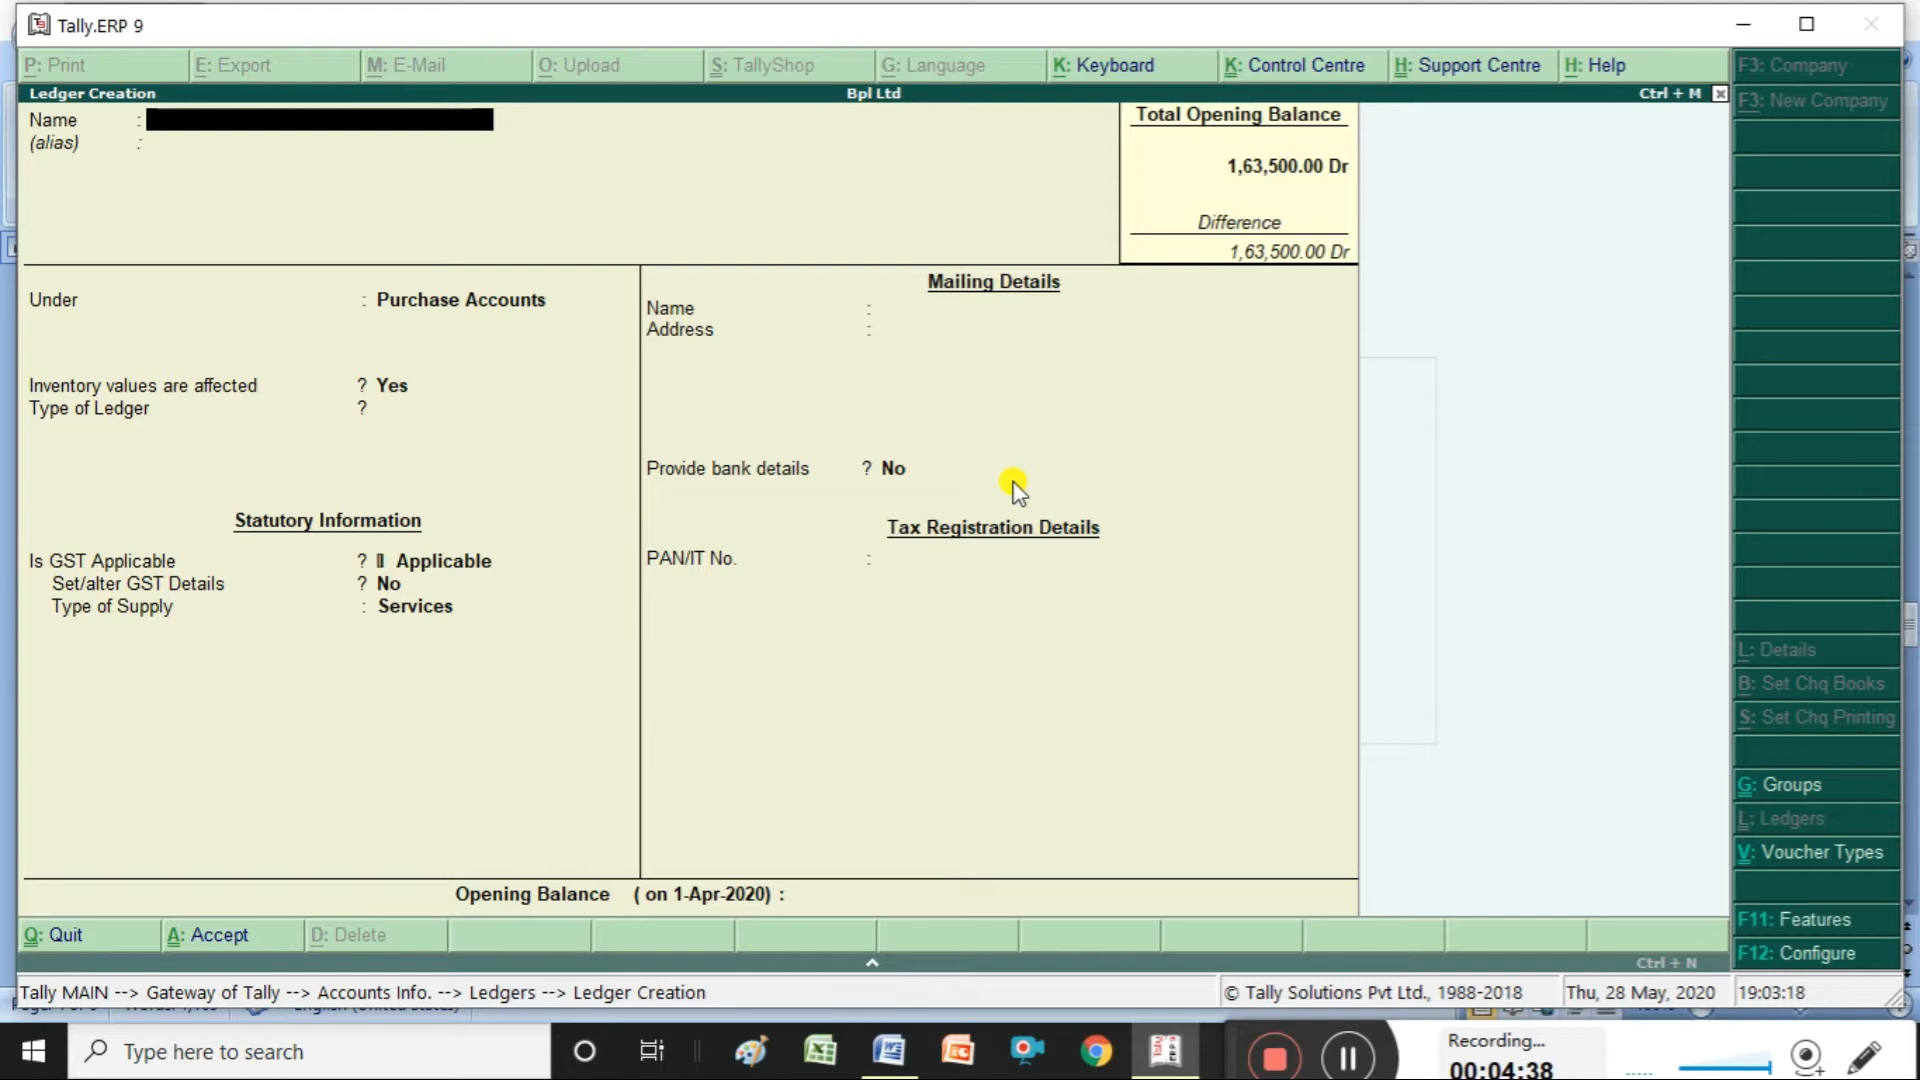 Tally.ERP 9
P: Print
E: Export
M: E-Mail
O: Upload
S: TallyShop
G: Language
K: Keyboard
K: Control Centre
H: Support Centre
H: Help
Ledger Creation
Bpl Ltd
Ctrl + M
Name :
(alias) :
Total Opening Balance
1,63,500.00 Dr
Difference
1,63,500.00 Dr
Under : Purchase Accounts
Inventory values are affected ? Yes
Type of Ledger ?
Statutory Information
Is GST Applicable ? Applicable
Set/alter GST Details ? No
Type of Supply : Services
Mailing Details
Name :
Address :
Provide bank details ? No
Tax Registration Details
PAN/IT No. :
Opening Balance ( on 1-Apr-2020) :
F3: Company
F3: New Company
L: Details
B: Set Chq Books
S: Set Chq Printing
G: Groups
L: Ledgers
V: Voucher Types
F11: Features
F12: Configure
Q: Quit
A: Accept
D: Delete
Ctrl + N
Tally MAIN --> Gateway of Tally --> Accounts Info. --> Ledgers --> Ledger Creation
© Tally Solutions Pvt Ltd., 1988-2018
Thu, 28 May, 2020
19:03:18
Type here to search
Recording...
00:04:38